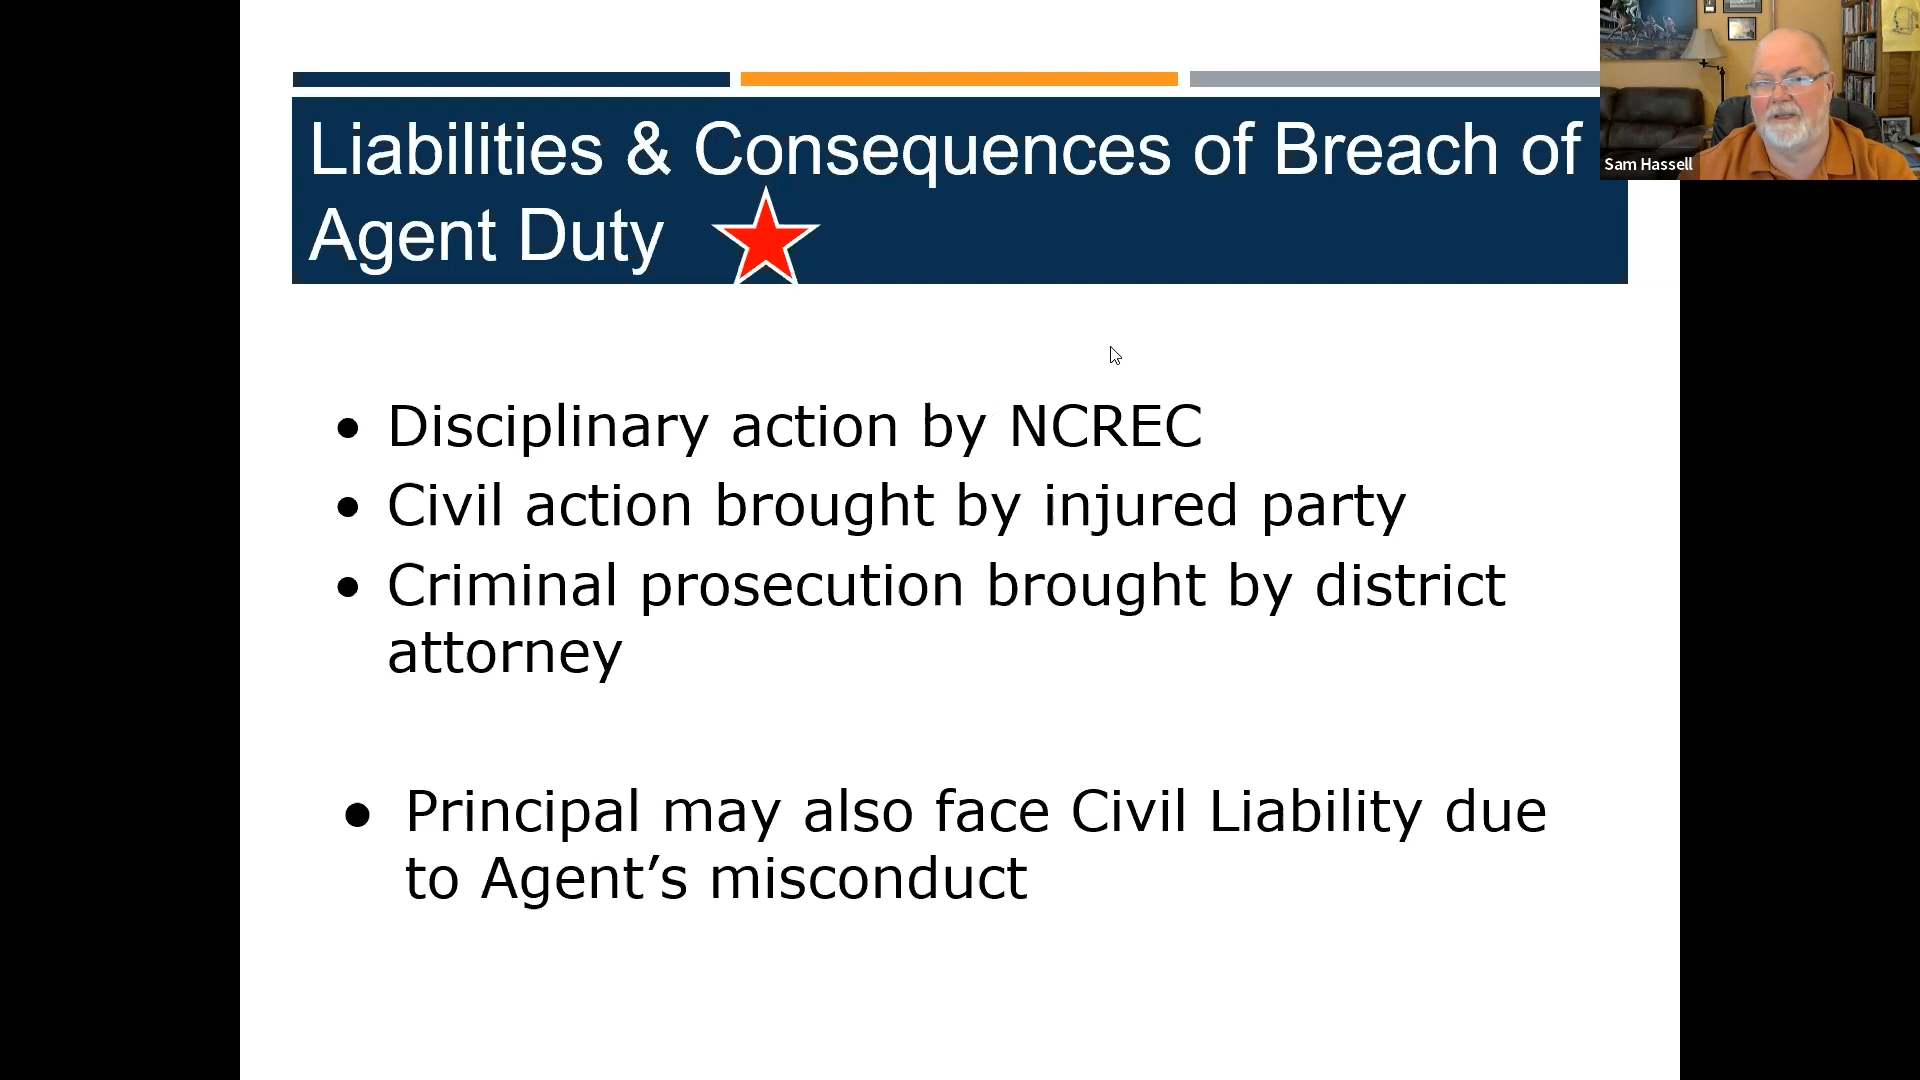 Liabilities & Consequences of Breach of
Agent Duty
Sam Hassell
• Disciplinary action by NCREC
• Civil action brought by injured party
• Criminal prosecution brought by district
attorney
• Principal may also face Civil Liability due
to Agent’s misconduct